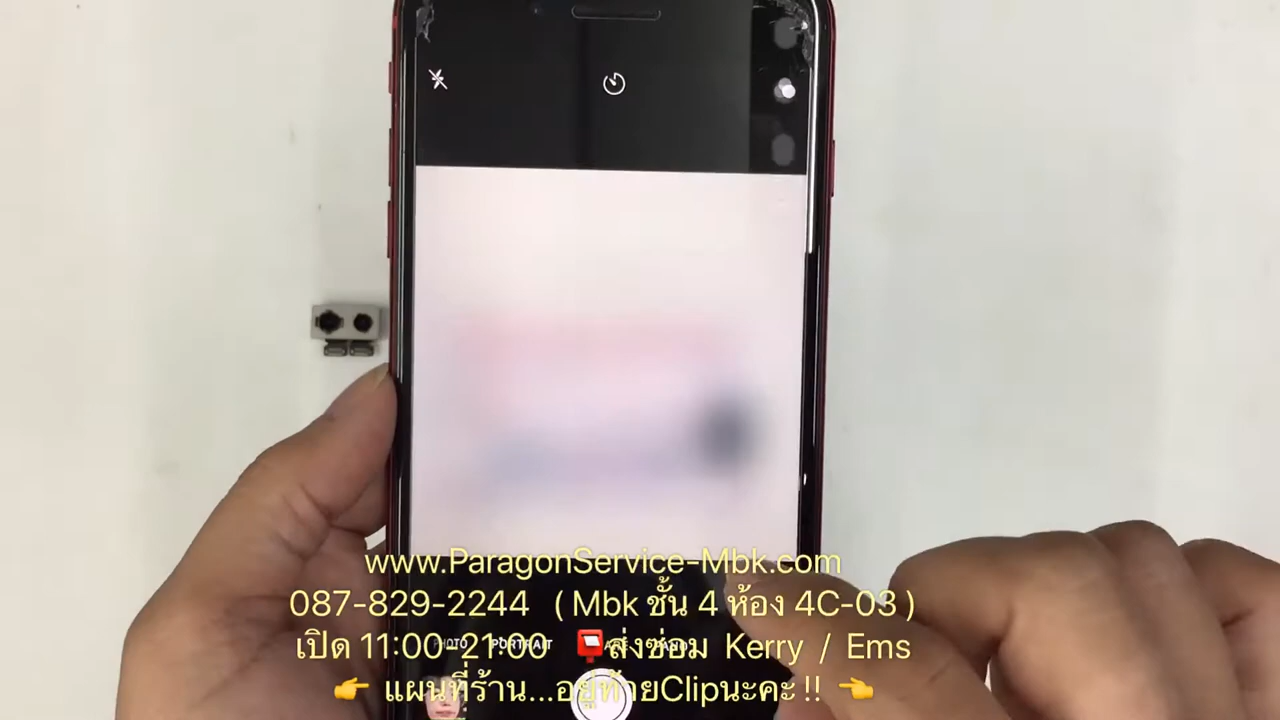 www.ParagonService-Mbk.com
087-829-2244 ( Mbk ชั้น 4 ห้อง 4C-03 )
เปิด 11:00-21:00 📮ส่งซ่อม Kerry / Ems
PORTRAIT
👉 แผนที่ร้าน...อยู่ท้ายClipนะคะ !! 👈